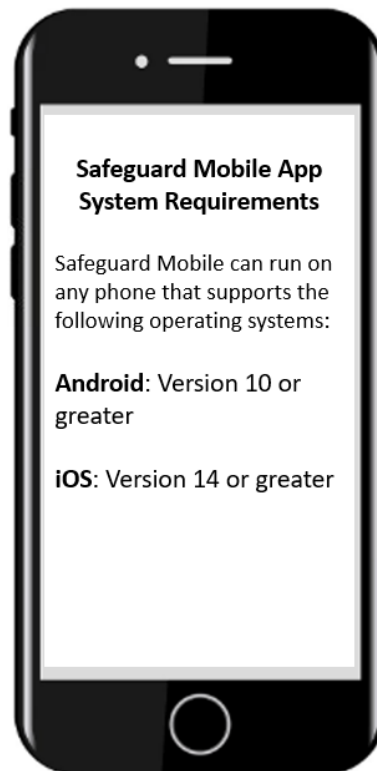 Safeguard Mobile App
System Requirements
Safeguard Mobile can run on
any phone that supports the
following operating systems:
Android: Version 10 or
greater
iOS: Version 14 or greater